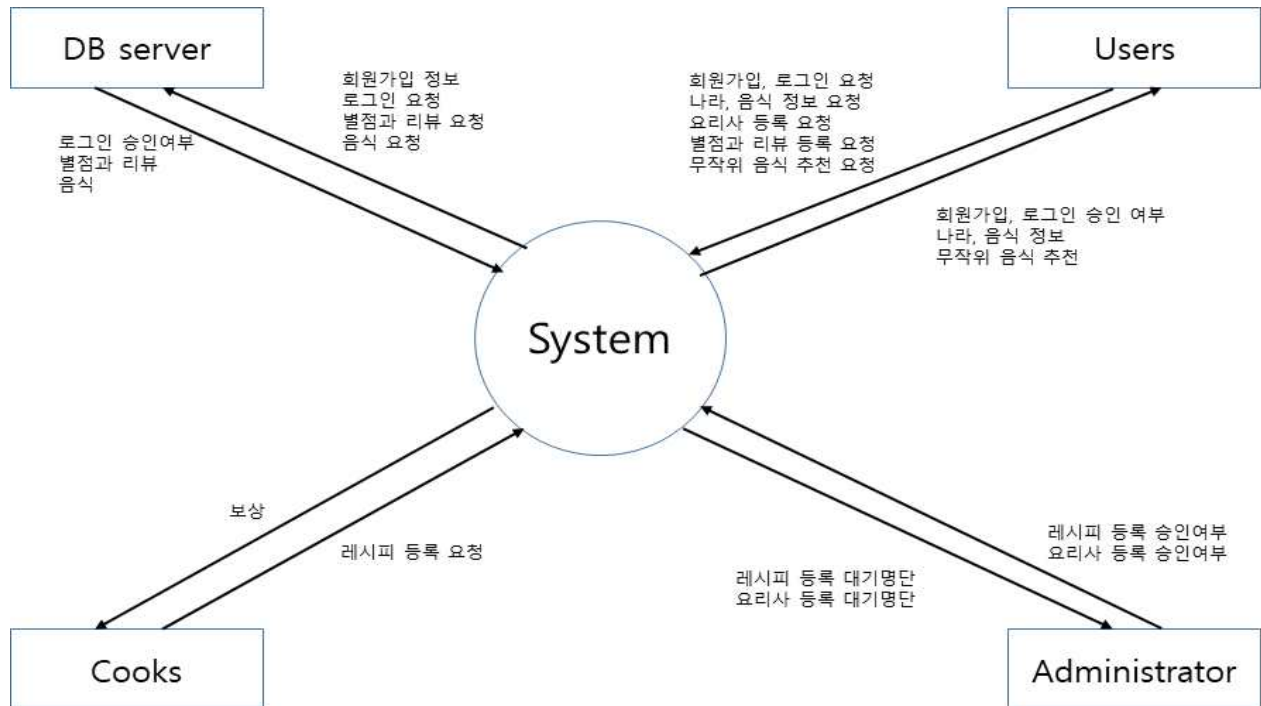 DB server
Users
회원가입 정보
로그인 요청
별점과 리뷰 요청
음식 요청
회원가입, 로그인 요청
나라, 음식 정보 요청
요리사 등록 요청
별점과 리뷰 등록 요청
무작위 음식 추천 요청
로그인 승인여부
별점과 리뷰
음식
회원가입, 로그인 승인 여부
나라, 음식 정보
무작위 음식 추천
System
보상
레시피 등록 요청
레시피 등록 승인여부
요리사 등록 승인여부
레시피 등록 대기명단
요리사 등록 대기명단
Cooks
Administrator